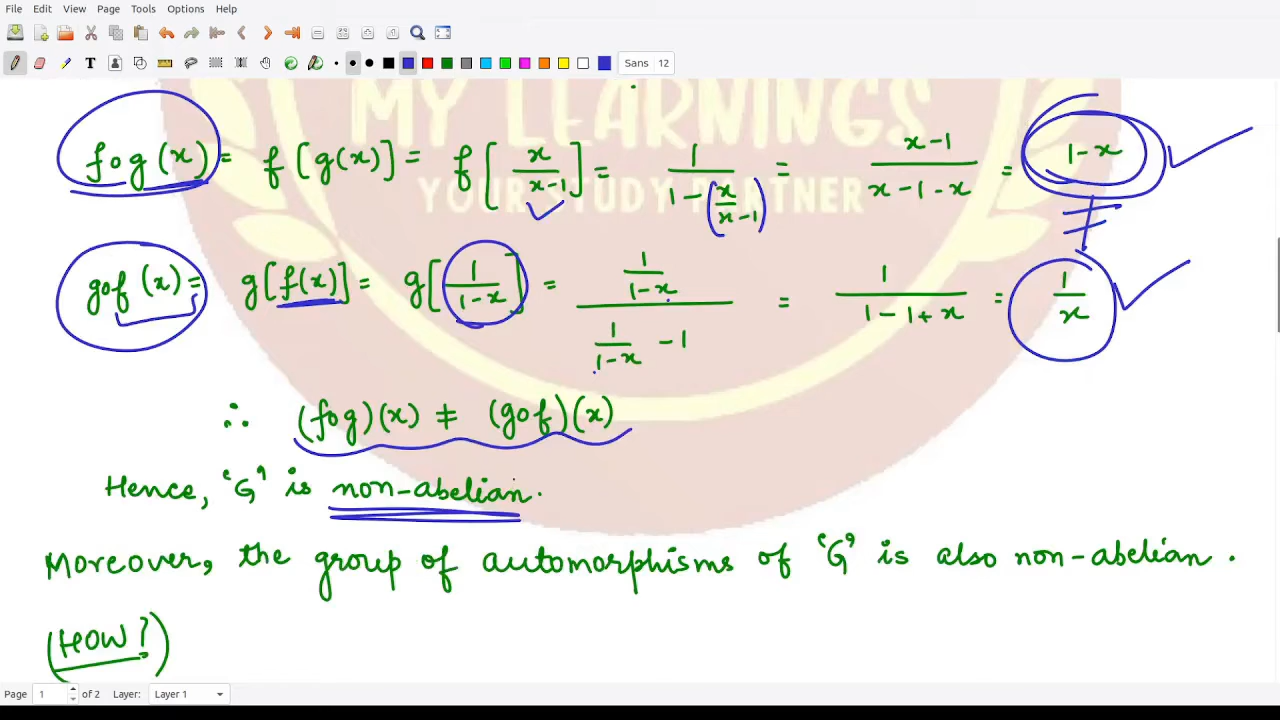 File Edit View Page Tools Options Help
Sans 12
MY LEARNINGS
YOUR STUDY PARTNER
fog(x) = f[g(x)] = f[x/(x-1)] = 1/(1-(x/x-1)) = (x-1)/(x-1-x) = 1-x
≠
gof(x) = g[f(x)] = g[1/(1-x)] = (1/(1-x))/(1/(1-x) - 1) = 1/(1-1+x) = 1/x
∴ (fog)(x) ≠ (gof)(x)
Hence, 'G' is non-abelian.
Moreover, the group of automorphisms of 'G' is also non-abelian.
(HOW?)
Page 1 of 2 Layer: Layer 1